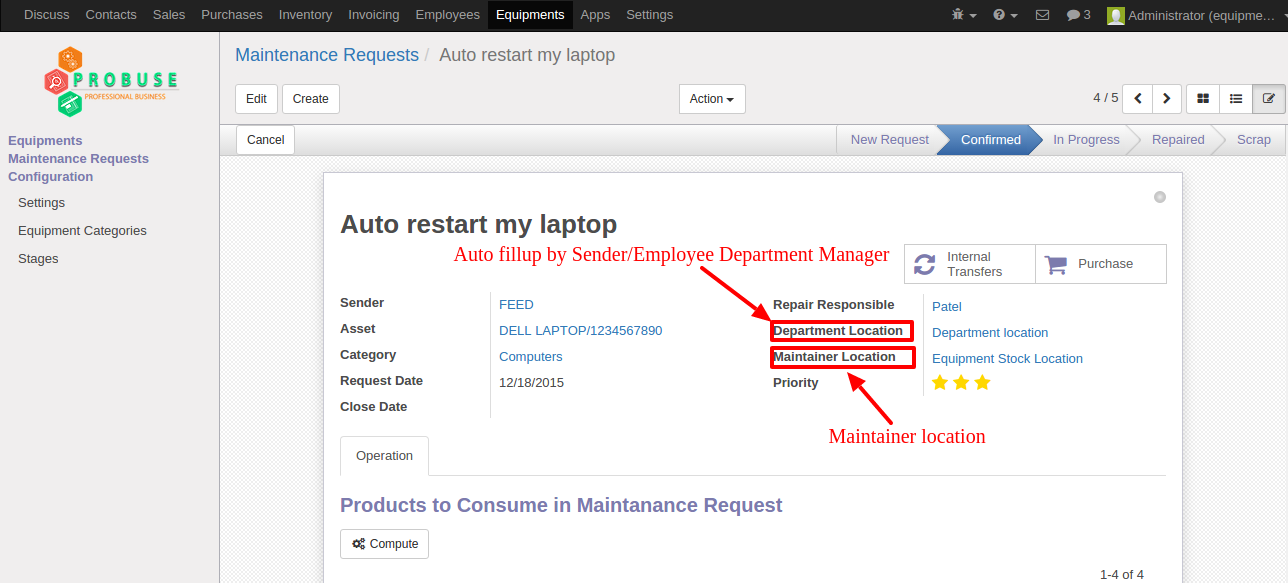 Discuss Contacts Sales Purchases Inventory Invoicing Employees Equipments Apps Settings 3 Administrator (equipme...
PROBUSE
PROFESSIONAL BUSINESS
Equipments
Maintenance Requests
Configuration
Settings
Equipment Categories
Stages
Maintenance Requests / Auto restart my laptop
Edit Create Action 4 / 5
Cancel New Request Confirmed In Progress Repaired Scrap
Auto restart my laptop
Auto fillup by Sender/Employee Department Manager
Internal Transfers
Purchase
Sender FEED
Asset DELL LAPTOP/1234567890
Category Computers
Request Date 12/18/2015
Close Date
Repair Responsible Patel
Department Location Department location
Maintainer Location Equipment Stock Location
Priority
Maintainer location
Operation
Products to Consume in Maintanance Request
Compute
1-4 of 4